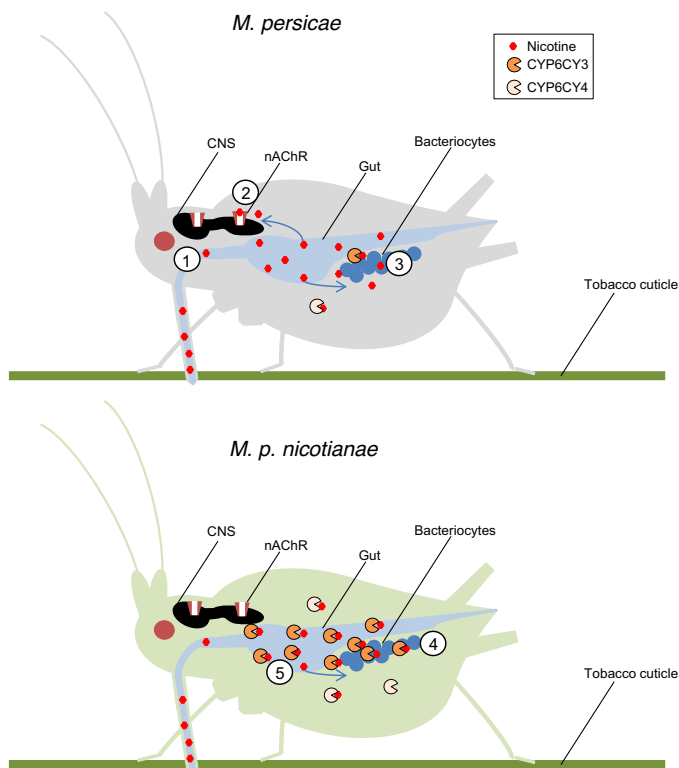 M. persicae
Nicotine
CYP6CY3
CYP6CY4
CNS
nAChR
Bacteriocytes
Gut
2
1
3
Tobacco cuticle
M. p. nicotianae
CNS
nAChR
Gut
Bacteriocytes
4
5
Tobacco cuticle